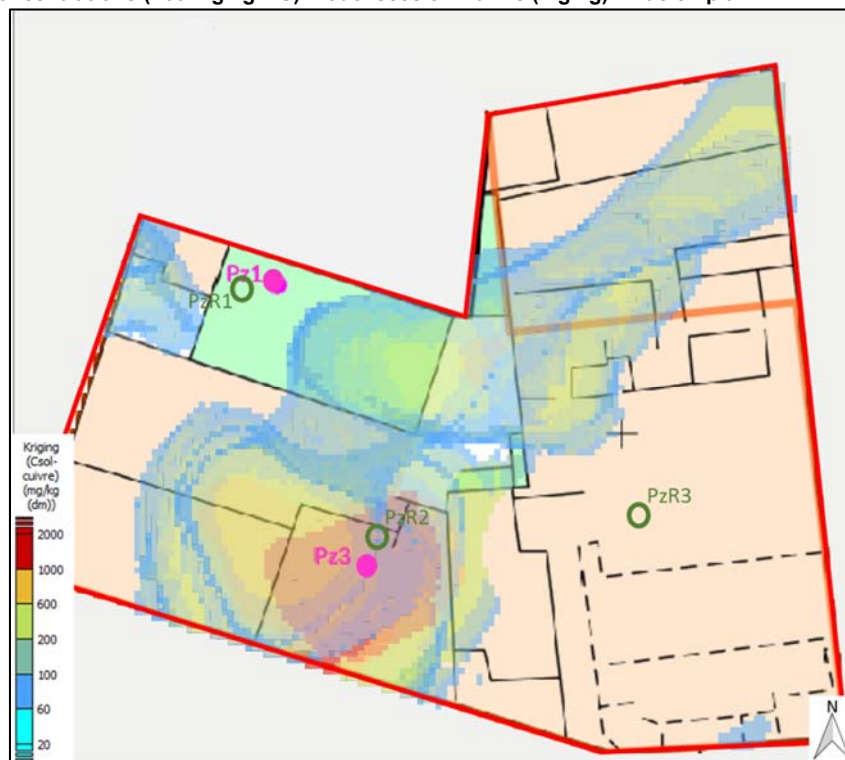 Pz1
PzR1
PzR2
Pz3
PzR3
Kriging
(Csol-
cuivre)
(mg/kg
(dm))
2000
1000
600
200
100
60
20
N